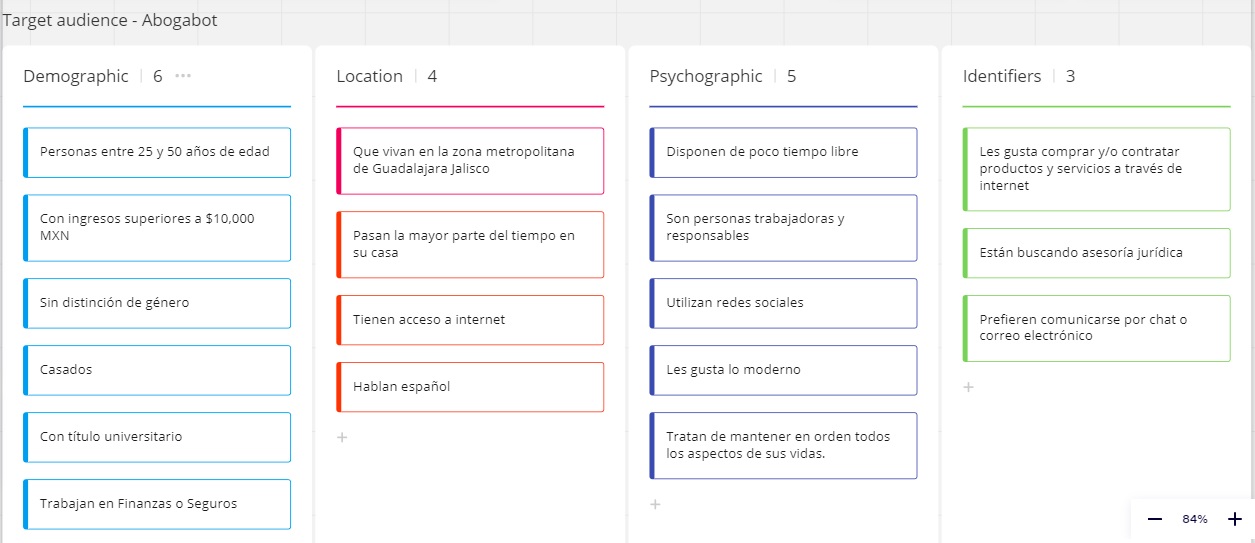 Target audience - Abogabot
Demographic 6 ...
Personas entre 25 y 50 años de edad
Con ingresos superiores a $10,000
MXN
Sin distinción de género
Casados
Con título universitario
Trabajan en Finanzas o Seguros
Location 4
Que vivan en la zona metropolitana
de Guadalajara Jalisco
Pasan la mayor parte del tiempo en
su casa
Tienen acceso a internet
Hablan español
+
Psychographic 5
Disponen de poco tiempo libre
Son personas trabajadoras y
responsables
Utilizan redes sociales
Les gusta lo moderno
Tratan de mantener en orden todos
los aspectos de sus vidas.
+
Identifiers 3
Les gusta comprar y/o contratar
productos y servicios a través de
internet
Están buscando asesoría jurídica
Prefieren comunicarse por chat o
correo electrónico
+
— 84% +